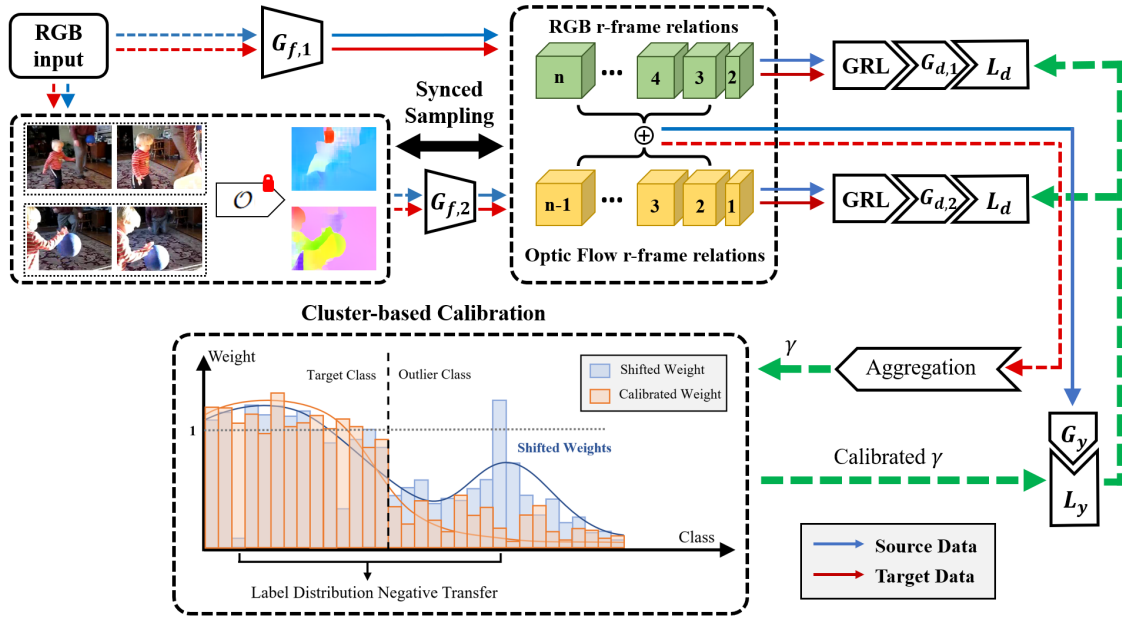 RGB
input
G_{f,1}
RGB r-frame relations
n
...
4
3
2
GRL
G_{d,1}
L_d
Synced
Sampling
⊕
O
G_{f,2}
n-1
...
3
2
1
GRL
G_{d,2}
L_d
Optic Flow r-frame relations
Cluster-based Calibration
Weight
Target Class
Outlier Class
Shifted Weight
Calibrated Weight
1
Shifted Weights
Class
Label Distribution Negative Transfer
γ
Aggregation
Calibrated γ
G_y
L_y
Source Data
Target Data